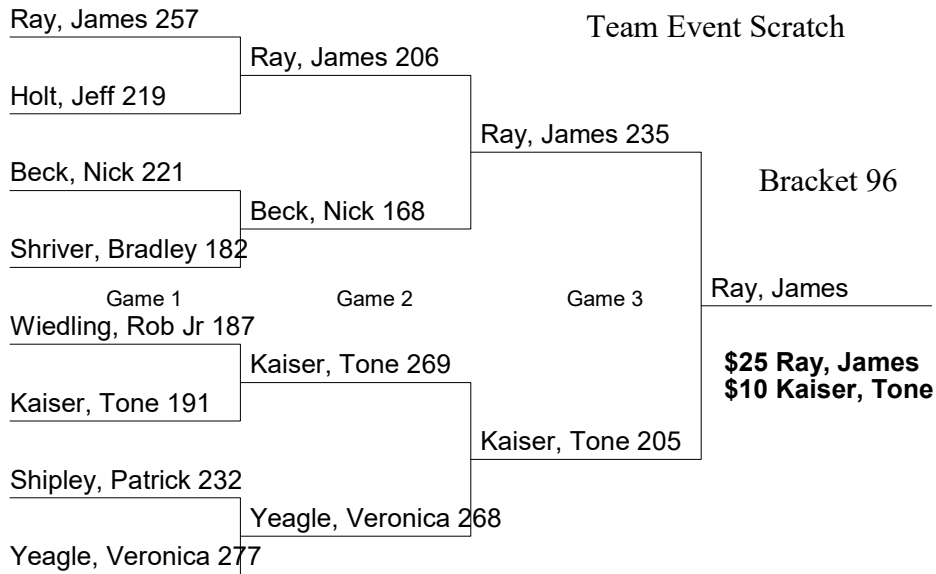 Ray, James 257
Team Event Scratch
Ray, James 206
Holt, Jeff 219
Ray, James 235
Beck, Nick 221
Bracket 96
Beck, Nick 168
Shriver, Bradley 182
Game 1
Game 2
Game 3
Ray, James
Wiedling, Rob Jr 187
Kaiser, Tone 269
$25 Ray, James
$10 Kaiser, Tone
Kaiser, Tone 191
Kaiser, Tone 205
Shipley, Patrick 232
Yeagle, Veronica 268
Yeagle, Veronica 277